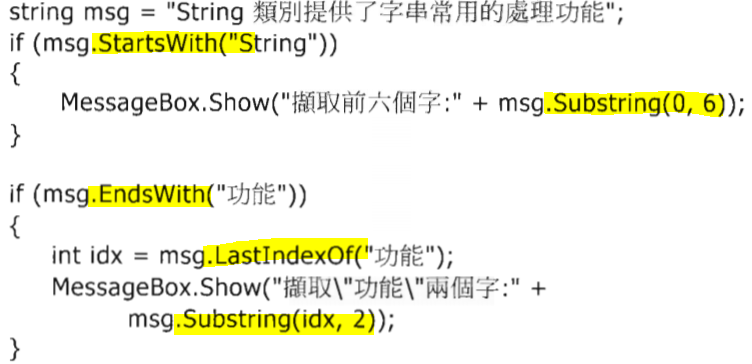 string msg = "String 類別提供了字串常用的處理功能";
if (msg.StartsWith("String"))
{
MessageBox.Show("擷取前六個字:" + msg.Substring(0, 6));
}
if (msg.EndsWith("功能"))
{
int idx = msg.LastIndexOf("功能");
MessageBox.Show("擷取\"功能\"兩個字:" +
msg.Substring(idx, 2));
}